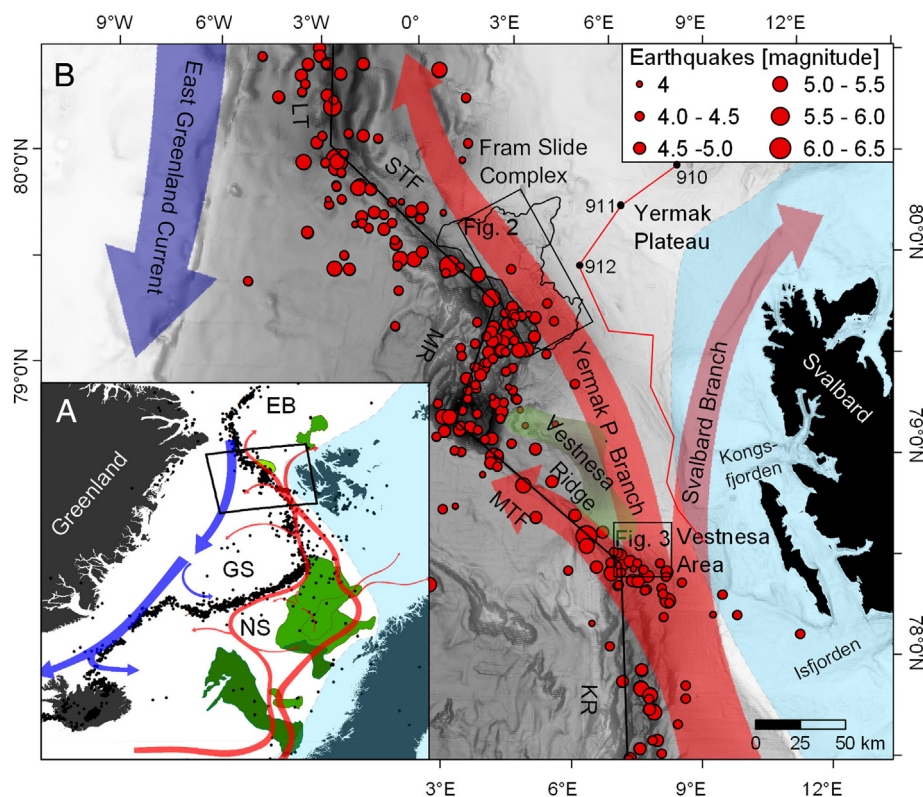 9°W 6°W 3°W 0° 3°E 6°E 9°E 12°E
B
Earthquakes [magnitude]
4
4.0 - 4.5
4.5 -5.0
5.0 - 5.5
5.5 - 6.0
6.0 - 6.5
East Greenland Current
LT
STF
Fram Slide
Complex
Fig. 2
910
911
912
Yermak
Plateau
80°0'N
80°0'N
MR
79°0'N
79°0'N
Yermak P. Branch
Svalbard Branch
Svalbard
Kongs-
fjorden
Vestnesa
Ridge
MTF
Fig. 3
Vestnesa
Area
78°0'N
Isfjorden
KR
0 25 50 km
A
EB
Greenland
GS
NS
3°E 6°E 9°E 12°E